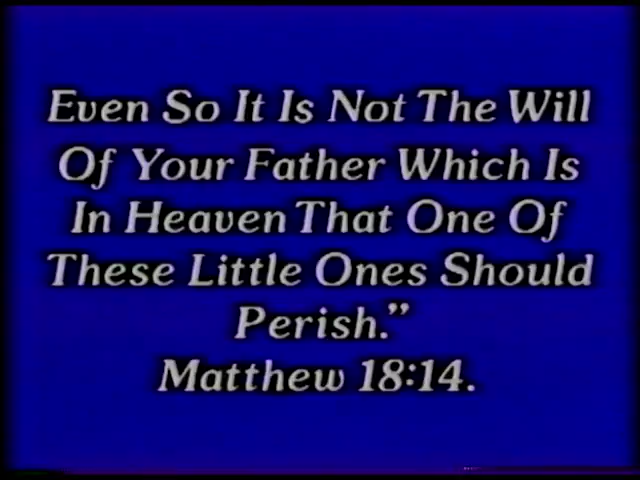 Even So It Is Not The Will
Of Your Father Which Is
In Heaven That One Of
These Little Ones Should
Perish.”
Matthew 18:14.